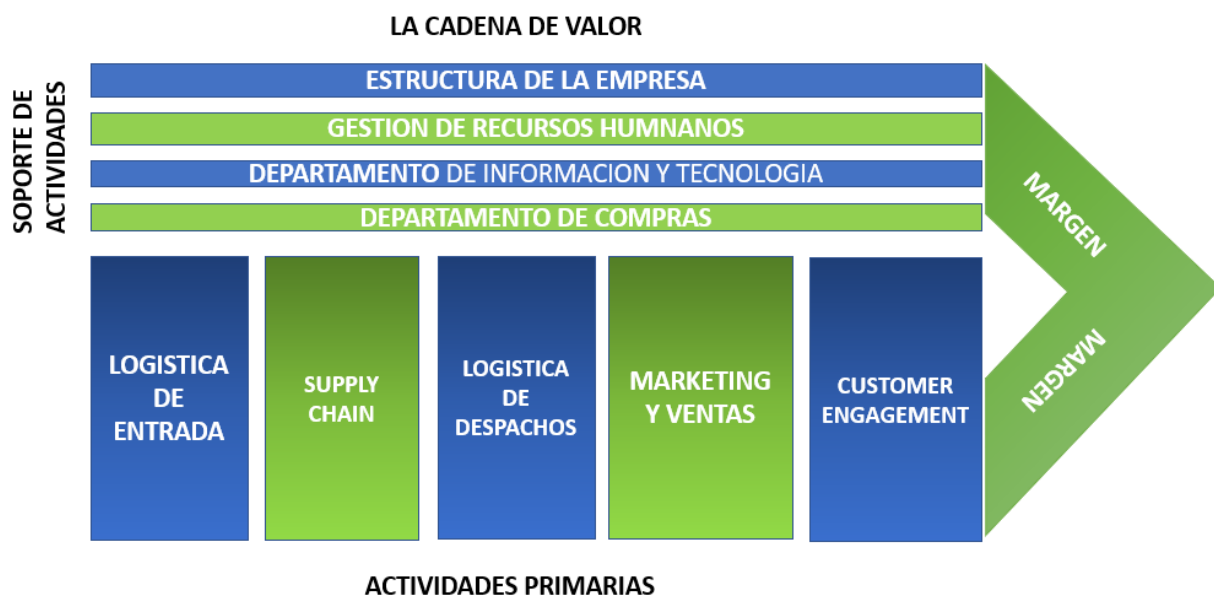 LA CADENA DE VALOR
SOPORTE DE
ACTIVIDADES
ESTRUCTURA DE LA EMPRESA
GESTION DE RECURSOS HUMNANOS
DEPARTAMENTO DE INFORMACION Y TECNOLOGIA
DEPARTAMENTO DE COMPRAS
MARGEN
LOGISTICA
DE
ENTRADA
SUPPLY
CHAIN
LOGISTICA
DE
DESPACHOS
MARKETING
Y VENTAS
CUSTOMER
ENGAGEMENT
MARGEN
ACTIVIDADES PRIMARIAS